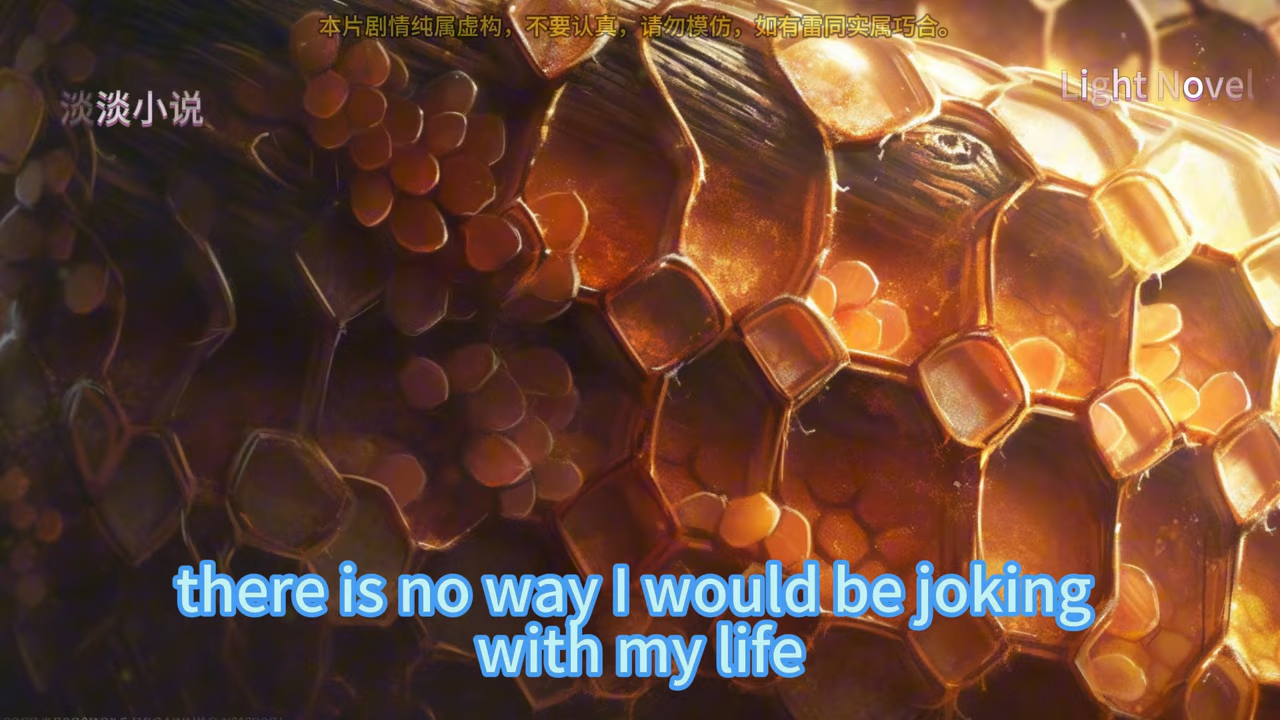 本片剧情纯属虚构，不要认真，请勿模仿，如有雷同实属巧合。
淡淡小说
Light Novel
there is no way I would be joking
with my life